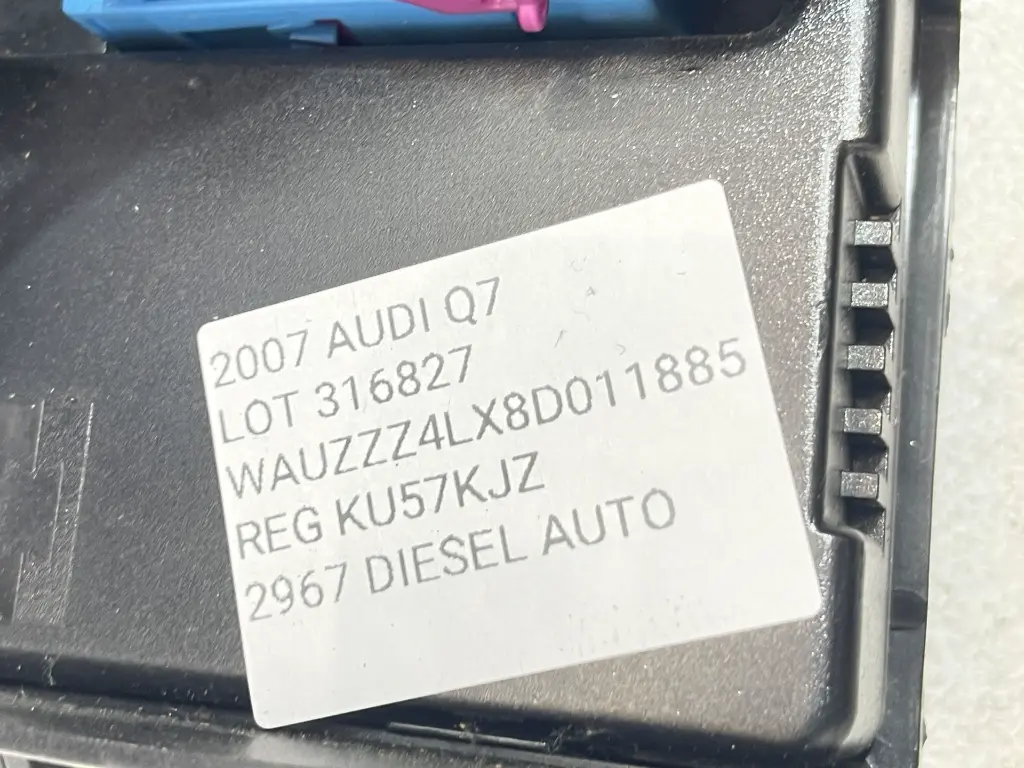 2007 AUDI Q7
LOT 316827
WAUZZZ4LX8D011885
REG KU57KJZ
2967 DIESEL AUTO